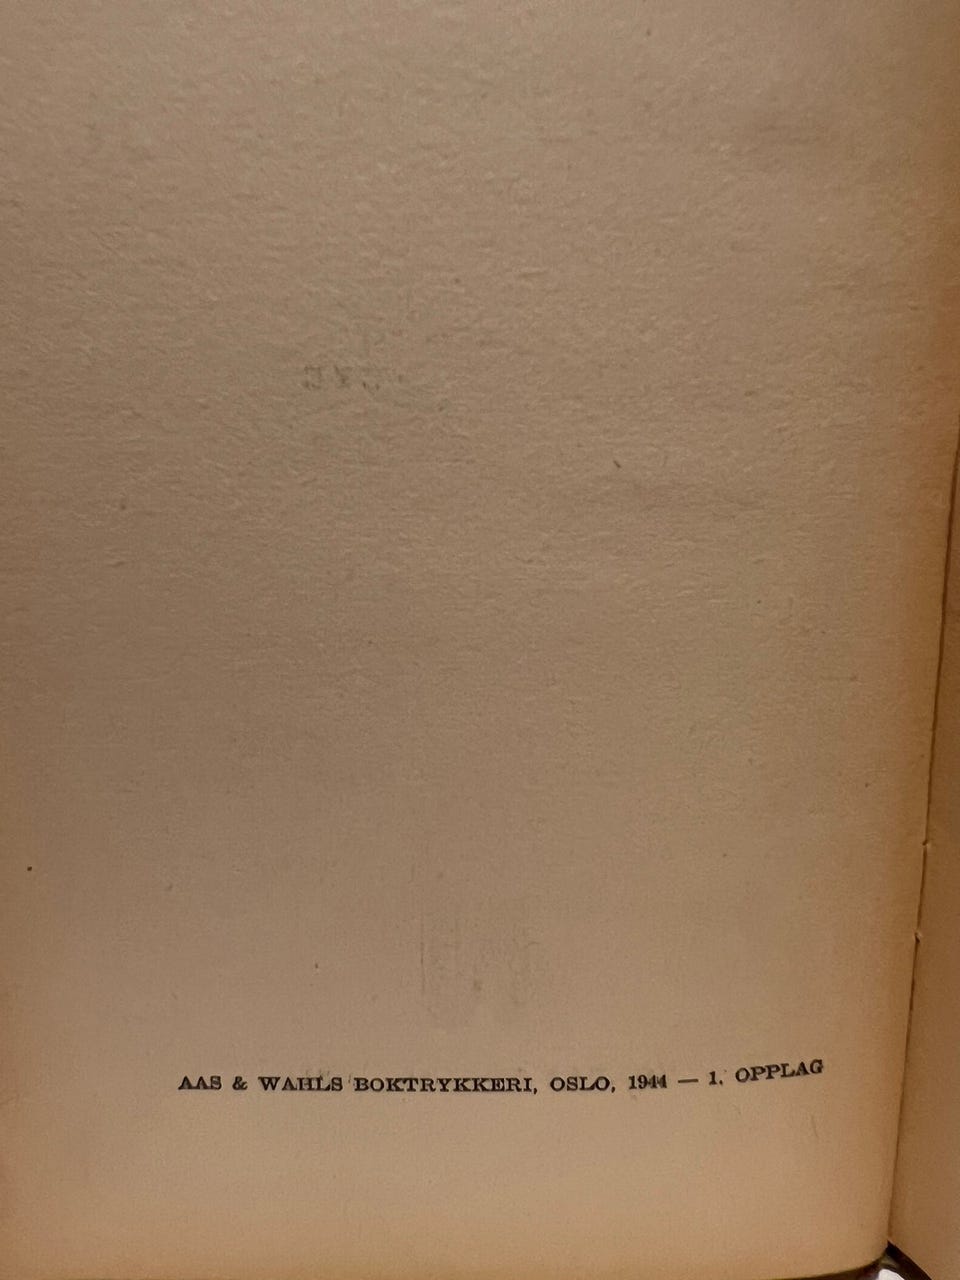 AAS & WAHLS BOKTRYKKERI, OSLO, 1944 — 1. OPPLAG